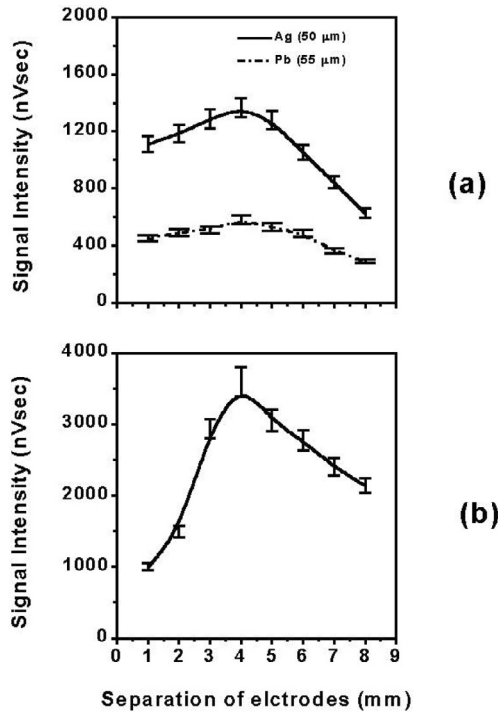 2000
Ag (50 μm)
Pb (55 μm)
1600
1200
800
400
0
Signal Intensity (nVsec)
(a)
4000
3000
2000
1000
0
Signal Intensity (nVsec)
(b)
0 1 2 3 4 5 6 7 8 9
Separation of elctrodes (mm)